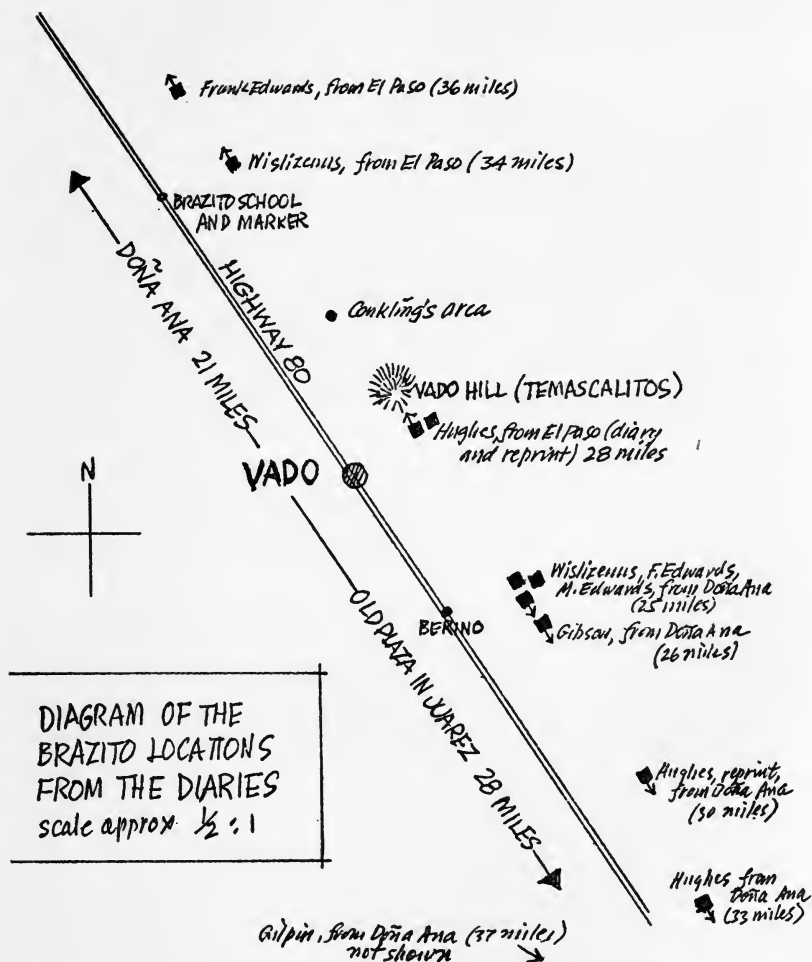 Frank Edwards, from El Paso (36 miles)
Wislizenus, from El Paso (34 miles)
BRAZITO SCHOOL
AND MARKER
DOÑA ANA 21 MILES
HIGHWAY 80
Conkling's area
VADO HILL (TEMASCALITOS)
Hughes, from El Paso (diary
and reprint) 28 miles
VADO
N
Wislizenus, F. Edwards,
M. Edwards, from Doña Ana
(25 miles)
Gibson, from Doña Ana
(26 miles)
BERINO
OLD PLAZA IN JUAREZ 28 MILES
DIAGRAM OF THE
BRAZITO LOCATIONS
FROM THE DIARIES
scale approx ½ : 1
Hughes, reprint,
from Doña Ana
(30 miles)
Hughes from
Doña Ana
(33 miles)
Gilpin, from Doña Ana (37 miles)
not shown